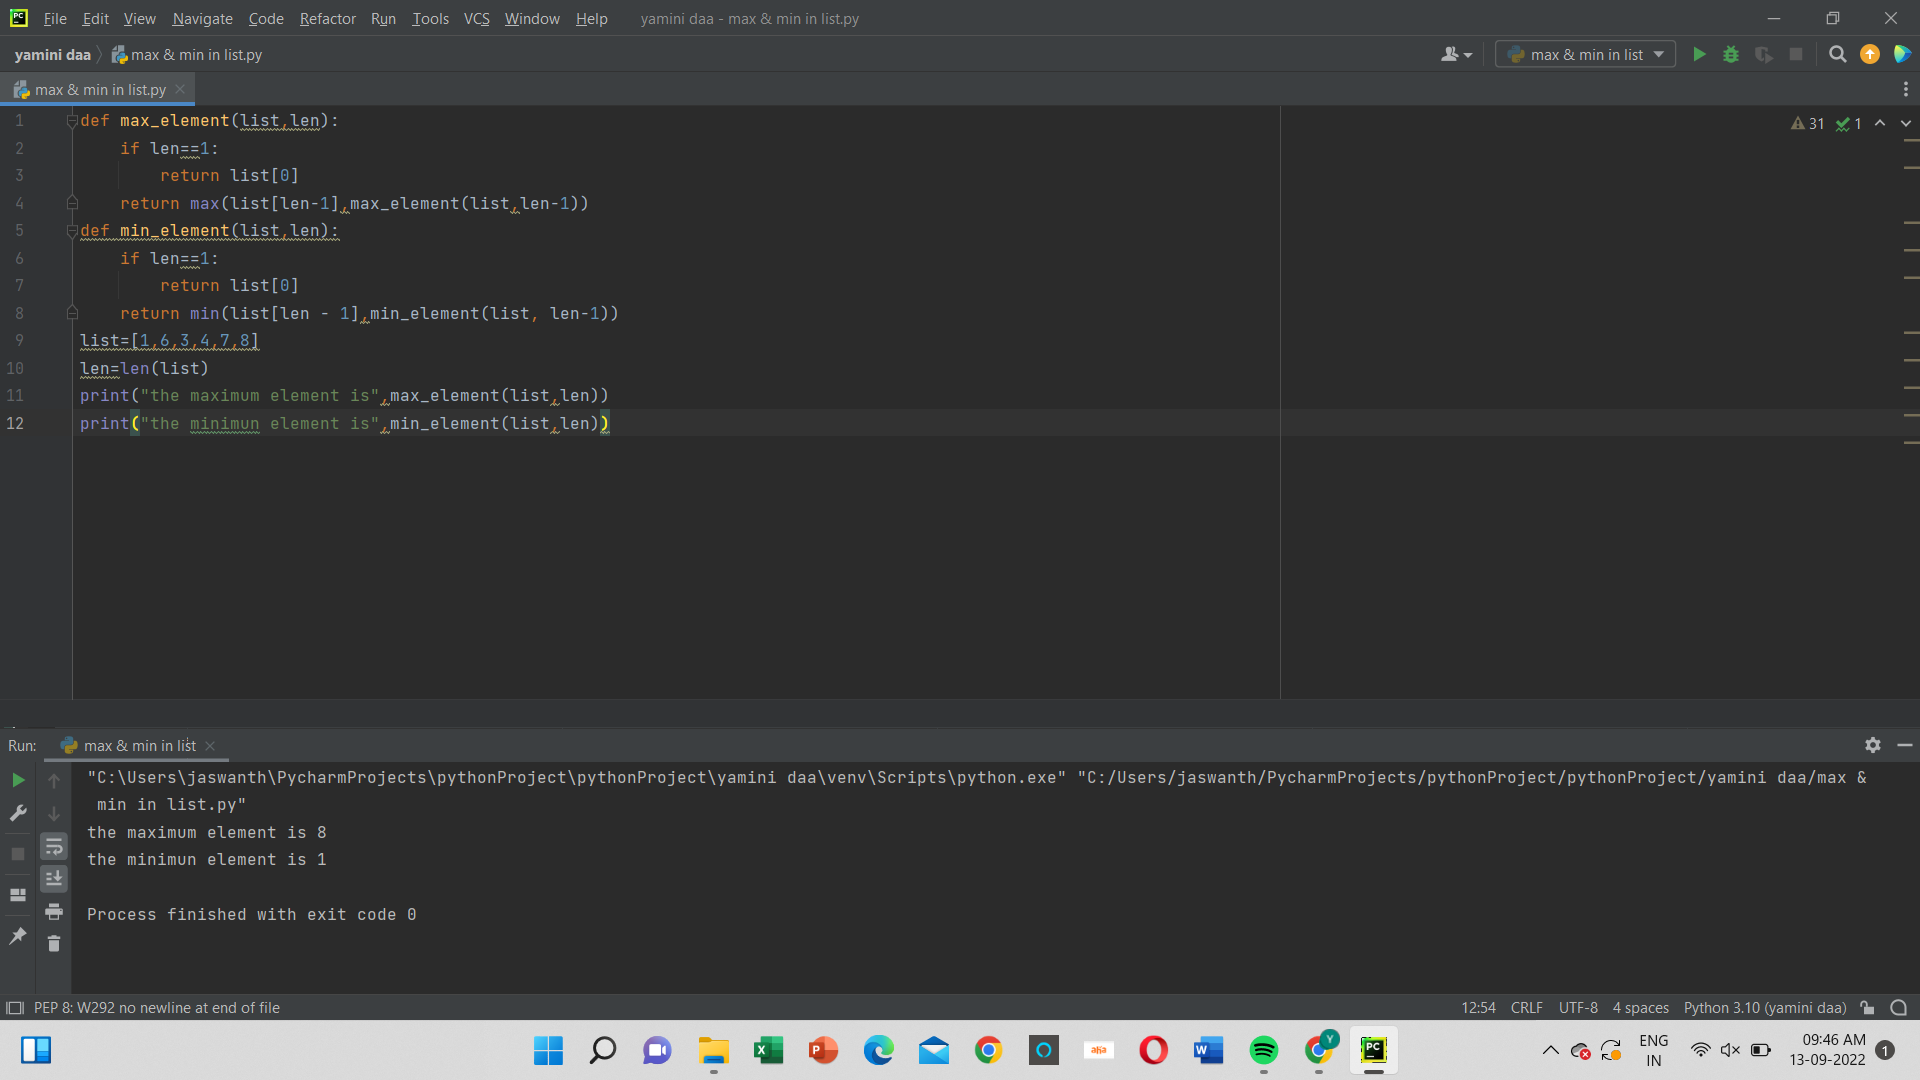 File Edit View Navigate Code Refactor Run Tools VCS Window Help yamini daa - max & min in list.py
yamini daa max & min in list.py max & min in list
max & min in list.py
31 1
1 def max_element(list,len):
2     if len==1:
3         return list[0]
4     return max(list[len-1],max_element(list,len-1))
5 def min_element(list,len):
6     if len==1:
7         return list[0]
8     return min(list[len - 1],min_element(list, len-1))
9 list=[1,6,3,4,7,8]
10 len=len(list)
11 print("the maximum element is",max_element(list,len))
12 print("the minimun element is",min_element(list,len))
Run: max & min in list
"C:\Users\jaswanth\PycharmProjects\pythonProject\pythonProject\yamini daa\venv\Scripts\python.exe" "C:/Users/jaswanth/PycharmProjects/pythonProject/pythonProject/yamini daa/max &
 min in list.py"
the maximum element is 8
the minimun element is 1
Process finished with exit code 0
PEP 8: W292 no newline at end of file 12:54 CRLF UTF-8 4 spaces Python 3.10 (yamini daa)
ENG 09:46 AM
IN 13-09-2022 1